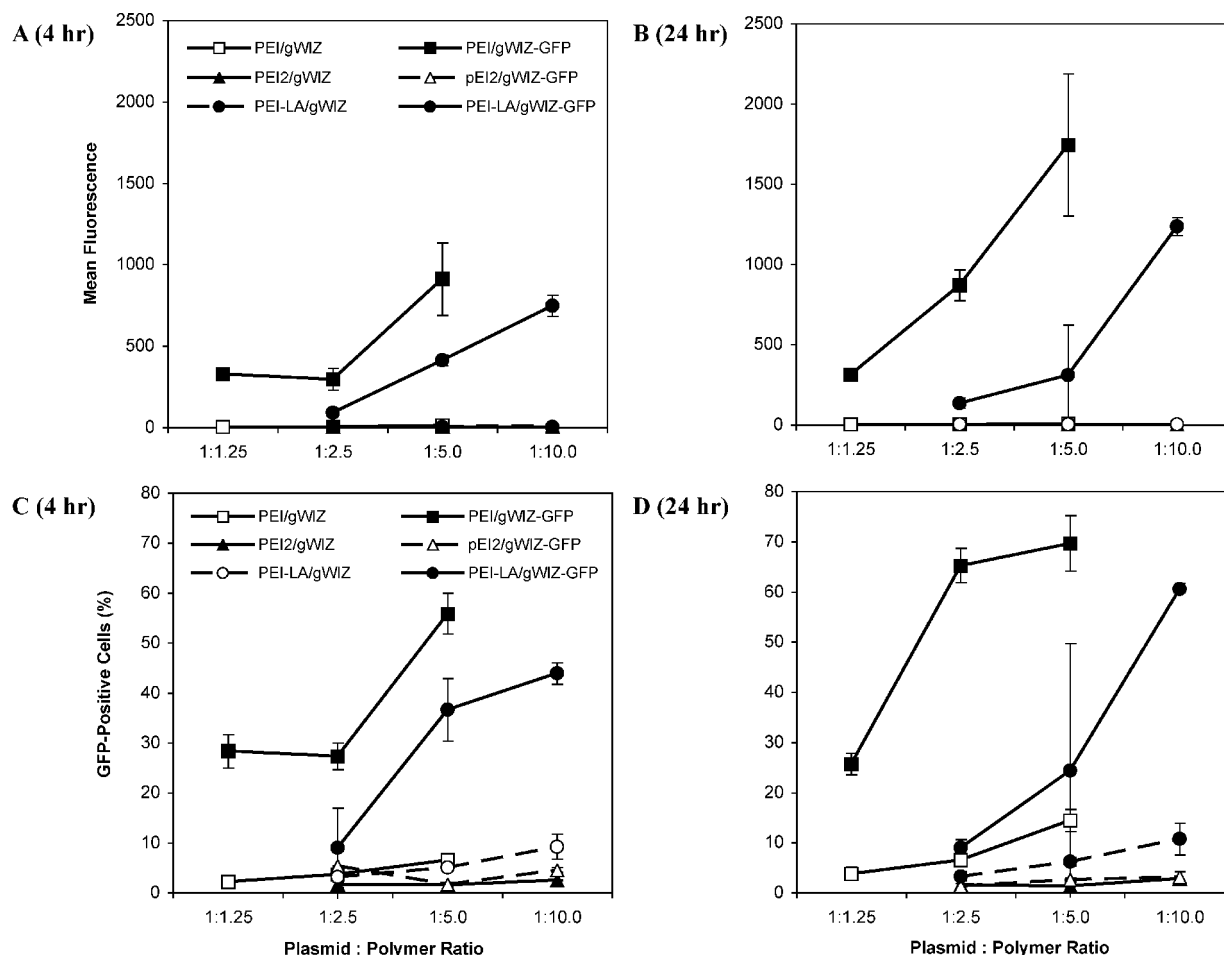 A (4 hr)
2500
2000
1500
1000
500
0
Mean Fluorescence
PEI/gWIZ
PEI/gWIZ-GFP
PEI2/gWIZ
pEI2/gWIZ-GFP
PEI-LA/gWIZ
PEI-LA/gWIZ-GFP
1:1.25
1:2.5
1:5.0
1:10.0
B (24 hr)
2500
2000
1500
1000
500
0
1:1.25
1:2.5
1:5.0
1:10.0
C (4 hr)
80
70
60
50
40
30
20
10
0
GFP-Positive Cells (%)
PEI/gWIZ
PEI/gWIZ-GFP
PEI2/gWIZ
pEI2/gWIZ-GFP
PEI-LA/gWIZ
PEI-LA/gWIZ-GFP
1:1.25
1:2.5
1:5.0
1:10.0
Plasmid : Polymer Ratio
D (24 hr)
80
70
60
50
40
30
20
10
0
1:1.25
1:2.5
1:5.0
1:10.0
Plasmid : Polymer Ratio